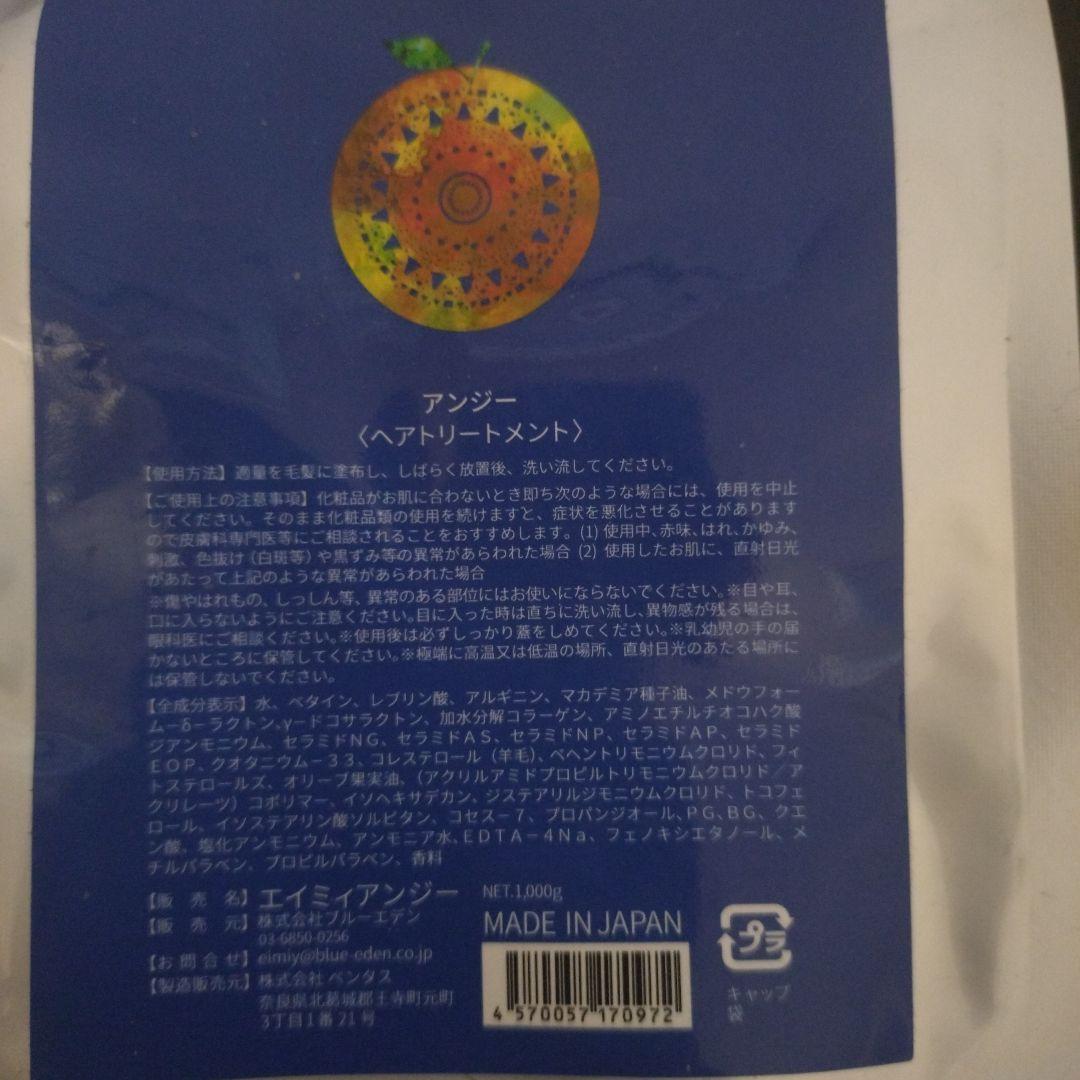 アンジー
〈ヘアトリートメント〉
【使用方法】適量を毛髪に塗布し、しばらく放置後、洗い流してください。
【ご使用上の注意事項】化粧品がお肌に合わないとき即ち次のような場合には、使用を中止
してください。そのまま化粧品類の使用を続けますと、症状を悪化させることがあります
ので皮膚科専門医等にご相談されることをおすすめします。(1) 使用中、赤味、はれ、かゆみ、
刺激、色抜け（白斑等）や黒ずみ等の異常があらわれた場合 (2) 使用したお肌に、直射日光
があたって上記のような異常があらわれた場合
※傷やはれもの、しっしん等、異常のある部位にはお使いにならないでください。※目や耳、
口に入らないようにご注意ください。目に入った時は直ちに洗い流し、異物感が残る場合は、
眼科医にご相談ください。※使用後は必ずしっかり蓋をしめてください。※乳幼児の手の届
かないところに保管してください。※極端に高温又は低温の場所、直射日光のあたる場所に
は保管しないでください。
【全成分表示】水、ベタイン、レブリン酸、アルギニン、マカデミア種子油、メドウフォー
ム－δ－ラクトン、γ－ドコサラクトン、加水分解コラーゲン、アミノエチルチオコハク酸
ジアンモニウム、セラミドNG、セラミドAS、セラミドNP、セラミドAP、セラミド
EOP、クオタニウム－33、コレステロール（羊毛）、ベヘントリモニウムクロリド、フィ
トステロールズ、オリーブ果実油、（アクリルアミドプロピルトリモニウムクロリド／ア
クリレーツ）コポリマー、イソヘキサデカン、ジステアリルジモニウムクロリド、トコフェ
ロール、イソステアリン酸ソルビタン、コセス－7、プロパンジオール、PG、BG、クエ
ン酸、塩化アンモニウム、アンモニア水、EDTA－4Na、フェノキシエタノール、メ
チルパラベン、プロピルパラベン、香料
【販売名】エイミィアンジー NET.1,000g
【販売元】株式会社ブルーエデン
03-6850-0256
MADE IN JAPAN
【お問合せ】eimiy@blue-eden.co.jp
【製造販売元】株式会社 ペンタス
奈良県北葛城郡王寺町元町
3丁目1番21号
4 570057 170972
プラ
キャップ
袋